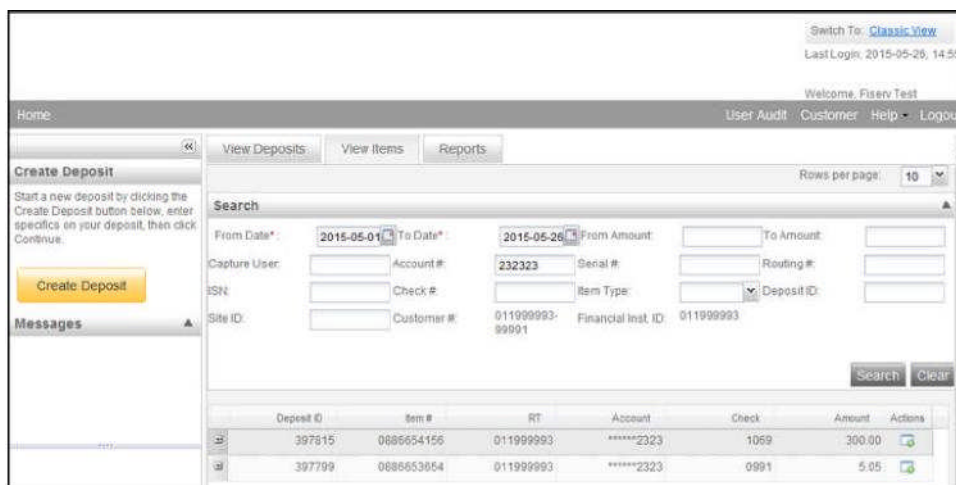 Switch To: Classic View
Last Login: 2015-05-26, 14:5
Welcome, Fiserv Test
Home User Audit Customer Help Logou
Create Deposit
Start a new deposit by clicking the
Create Deposit button below, enter
specifics on your deposit, then click
Continue.
Create Deposit
Messages
View Deposits View Items Reports
Rows per page: 10
Search
From Date*: 2015-05-01 To Date*: 2015-05-26 From Amount: To Amount:
Capture User: Account #: 232323 Serial #: Routing #:
ISN: Check #: Item Type: Deposit ID:
Site ID: Customer #: 011999993-99991 Financial Inst. ID: 011999993
Search Clear
Deposit ID Item # RT Account Check Amount Actions
397815 0886654156 011999993 ******2323 1069 300.00
397799 0886653654 011999993 ******2323 0991 5.05